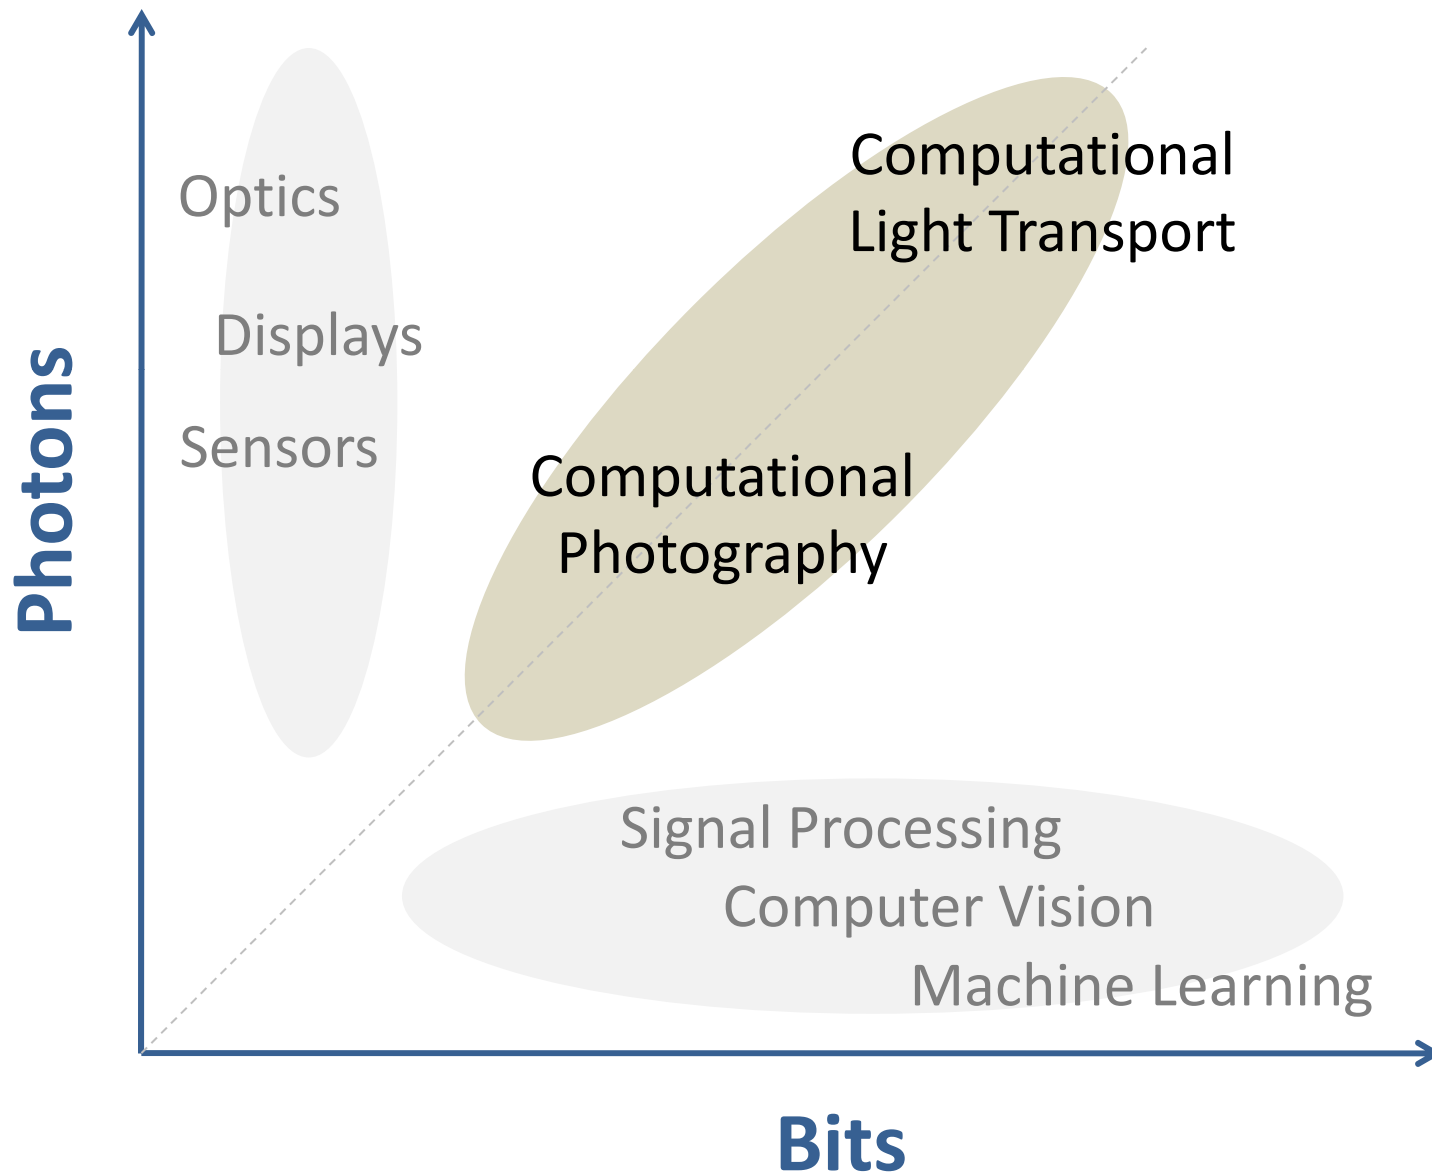 Photons
Optics
Displays
Sensors
Computational
Light Transport
Computational
Photography
Signal Processing
Computer Vision
Machine Learning
Bits